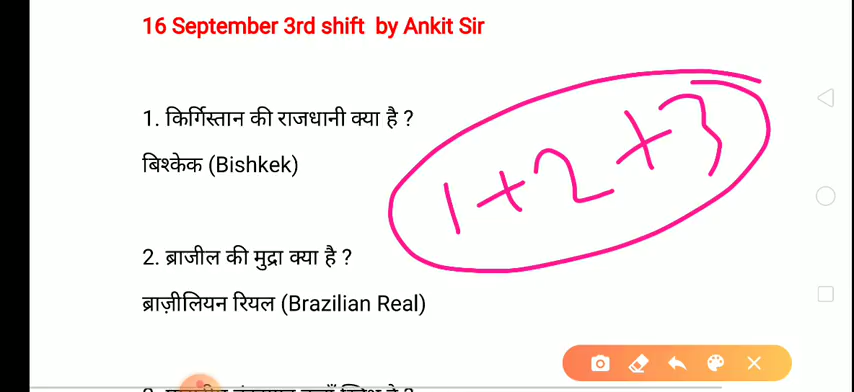 16 September 3rd shift by Ankit Sir
1. किर्गिस्तान की राजधानी क्या है ?
बिश्केक (Bishkek)
1+2+3
2. ब्राजील की मुद्रा क्या है ?
ब्राज़ीलियन रियल (Brazilian Real)